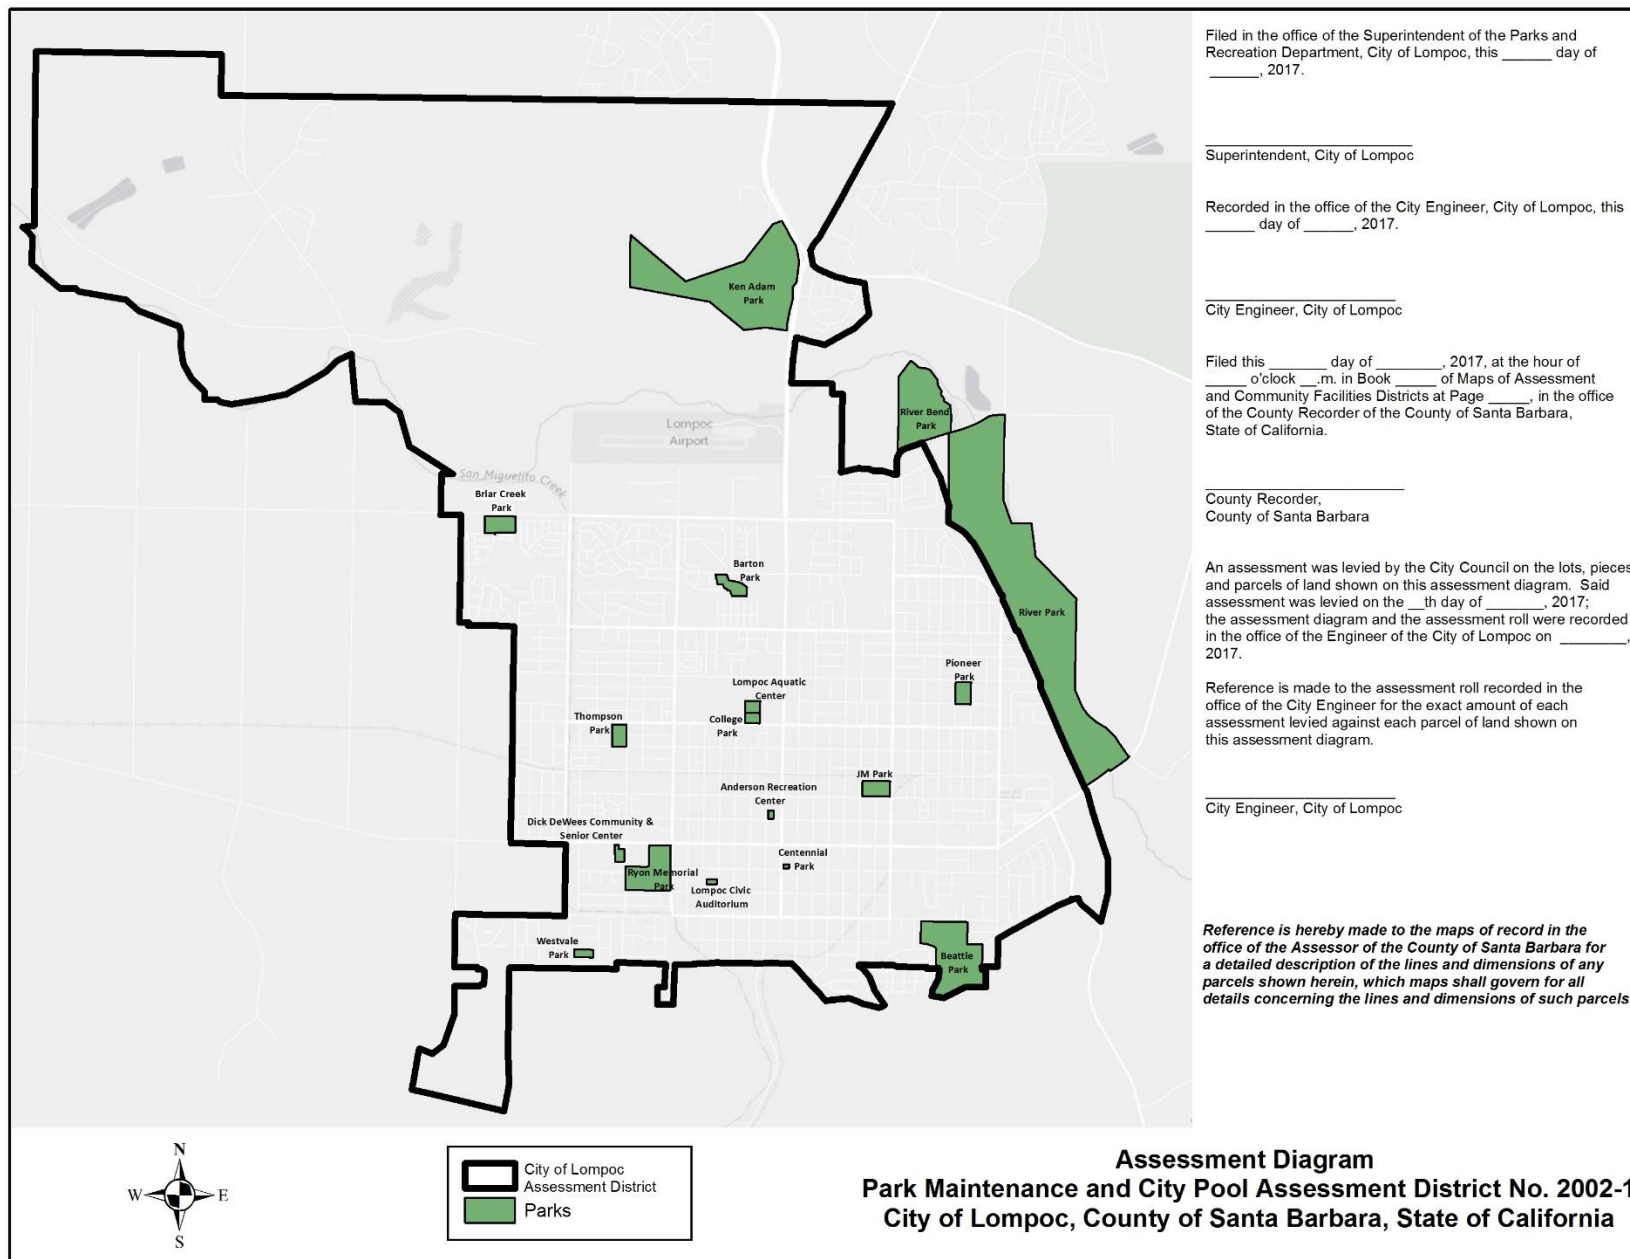 Filed in the office of the Superintendent of the Parks and
Recreation Department, City of Lompoc, this ______ day of
______, 2017.
Superintendent, City of Lompoc
Recorded in the office of the City Engineer, City of Lompoc, this
______ day of ______, 2017.
City Engineer, City of Lompoc
Filed this _______ day of ________, 2017, at the hour of
_____ o'clock __.m. in Book _____ of Maps of Assessment
and Community Facilities Districts at Page _____, in the office
of the County Recorder of the County of Santa Barbara,
State of California.
County Recorder,
County of Santa Barbara
An assessment was levied by the City Council on the lots, pieces
and parcels of land shown on this assessment diagram.  Said
assessment was levied on the __th day of _______, 2017;
the assessment diagram and the assessment roll were recorded
in the office of the Engineer of the City of Lompoc on ________,
2017.
Reference is made to the assessment roll recorded in the
office of the City Engineer for the exact amount of each
assessment levied against each parcel of land shown on
this assessment diagram.
City Engineer, City of Lompoc
Reference is hereby made to the maps of record in the
office of the Assessor of the County of Santa Barbara for
a detailed description of the lines and dimensions of any
parcels shown herein, which maps shall govern for all
details concerning the lines and dimensions of such parcels
Ken Adam
Park
River Bend
Park
Lompoc
Airport
San Miguelito Creek
Briar Creek
Park
Barton
Park
River Park
Pioneer
Park
Lompoc Aquatic
Center
College
Park
Thompson
Park
JM Park
Anderson Recreation
Center
Dick DeWees Community &
Senior Center
Centennial
Park
Ryon Memorial
Park
Lompoc Civic
Auditorium
Westvale
Park
Beattie
Park
N
W
E
S
City of Lompoc
Assessment District
Parks
Assessment Diagram
Park Maintenance and City Pool Assessment District No. 2002-1
City of Lompoc, County of Santa Barbara, State of California